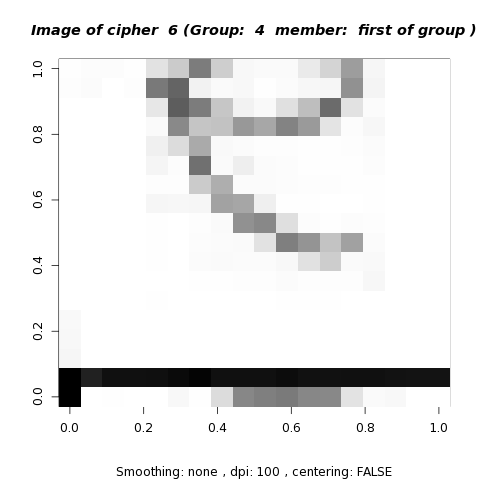 Image of cipher 6 (Group: 4 member: first of group )
1.0
0.8
0.6
0.4
0.2
0.0
0.0 0.2 0.4 0.6 0.8 1.0
Smoothing: none , dpi: 100 , centering: FALSE